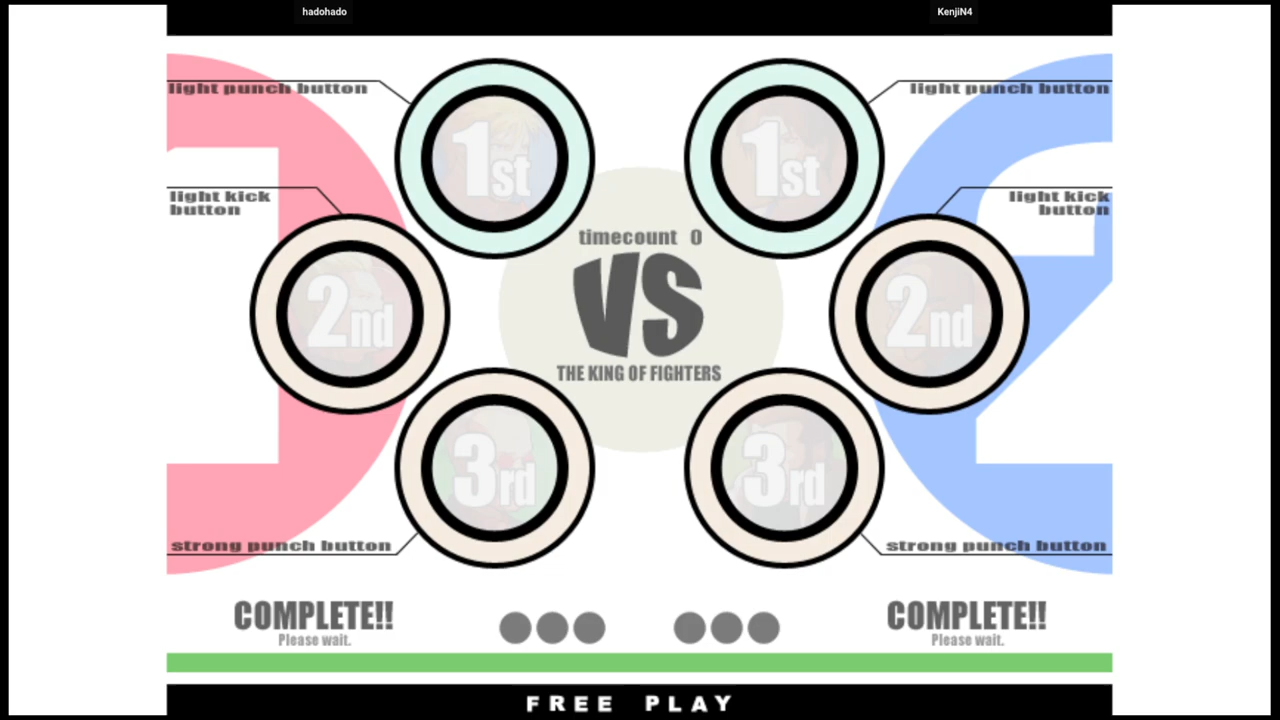 hadohado
KenjiN4
light punch button
1st
1st
light punch button
light kick
button
light kick
button
timecount 0
VS
THE KING OF FIGHTERS
2nd
2nd
3rd
3rd
strong punch button
strong punch button
COMPLETE!!
Please wait.
COMPLETE!!
Please wait.
FREE PLAY